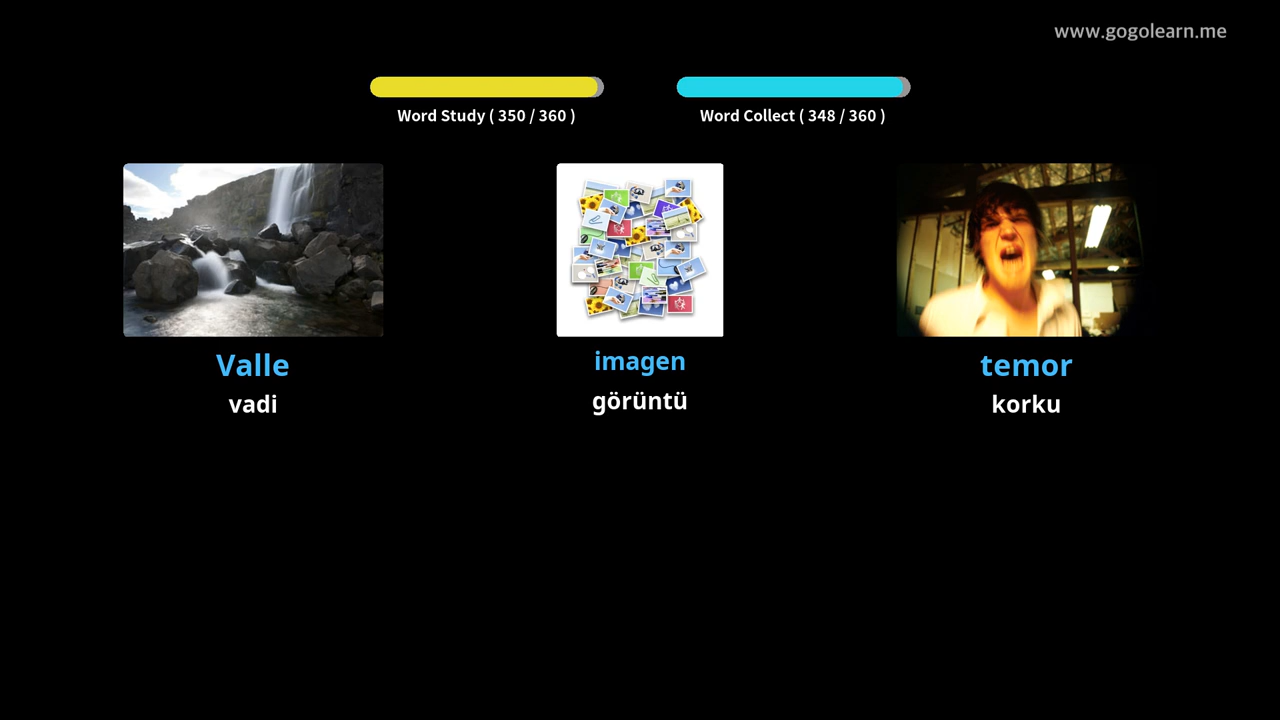 www.gogolearn.me
Word Study ( 350 / 360 )
Word Collect ( 348 / 360 )
Valle
imagen
temor
vadi
görüntü
korku